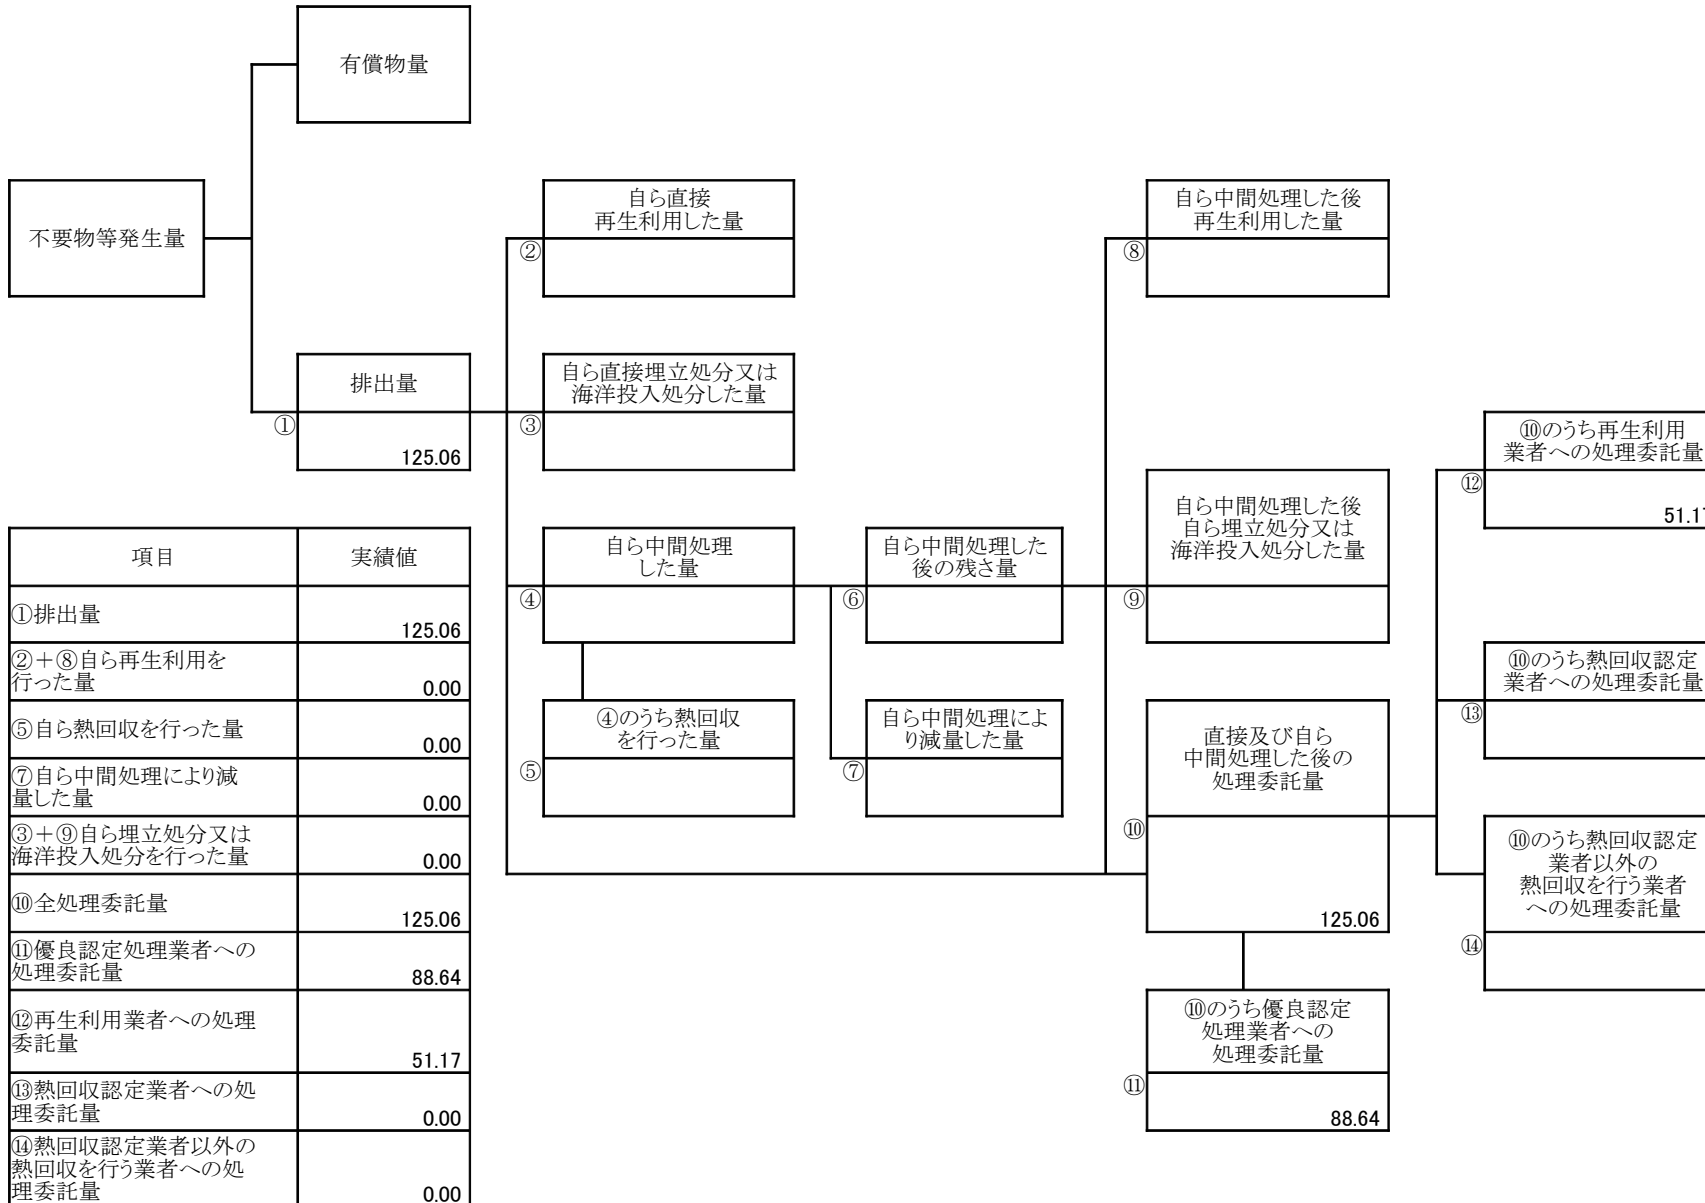 有償物量
不要物等発生量
自ら直接
再生利用した量
②
自ら中間処理した後
再生利用した量
⑧
排出量
①
125.06
自ら直接埋立処分又は
海洋投入処分した量
③
⑩のうち再生利用
業者への処理委託量
⑫
51.17
自ら中間処理
した量
④
自ら中間処理した
後の残さ量
⑥
自ら中間処理した後
自ら埋立処分又は
海洋投入処分した量
⑨
⑩のうち熱回収認定
業者への処理委託量
⑬
④のうち熱回収
を行った量
⑤
自ら中間処理によ
り減量した量
⑦
直接及び自ら
中間処理した後の
処理委託量
⑩
125.06
⑩のうち熱回収認定
業者以外の
熱回収を行う業者
への処理委託量
⑭
⑩のうち優良認定
処理業者への
処理委託量
⑪
88.64
項目 実績値
①排出量
125.06
②＋⑧自ら再生利用を
行った量 0.00
⑤自ら熱回収を行った量
0.00
⑦自ら中間処理により減
量した量 0.00
③＋⑨自ら埋立処分又は
海洋投入処分を行った量 0.00
⑩全処理委託量
125.06
⑪優良認定処理業者への
処理委託量 88.64
⑫再生利用業者への処理
委託量
51.17
⑬熱回収認定業者への処
理委託量 0.00
⑭熱回収認定業者以外の
熱回収を行う業者への処
理委託量 0.00